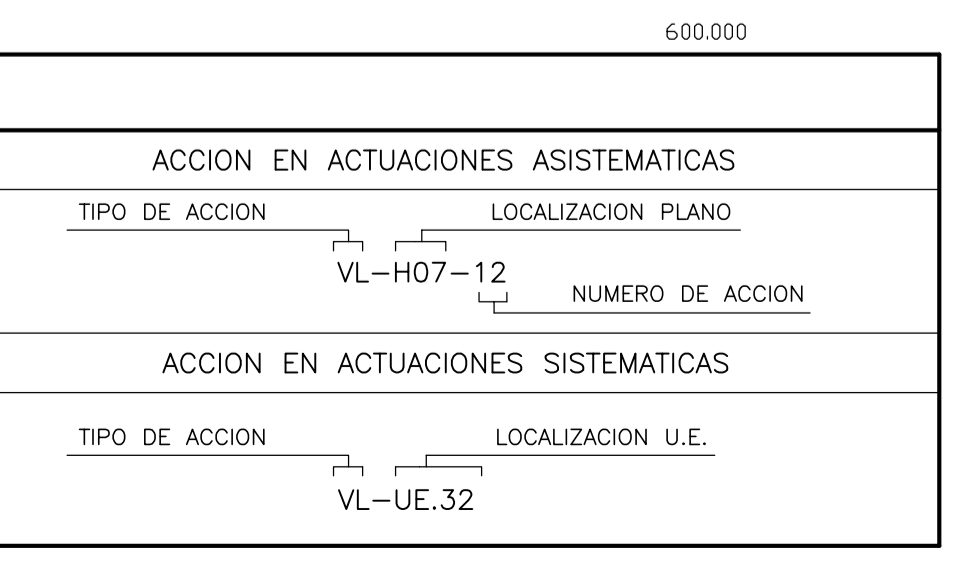 600.000
ACCION EN ACTUACIONES ASISTEMATICAS
TIPO DE ACCION LOCALIZACION PLANO
VL-H07-12
NUMERO DE ACCION
ACCION EN ACTUACIONES SISTEMATICAS
TIPO DE ACCION LOCALIZACION U.E.
VL-UE.32